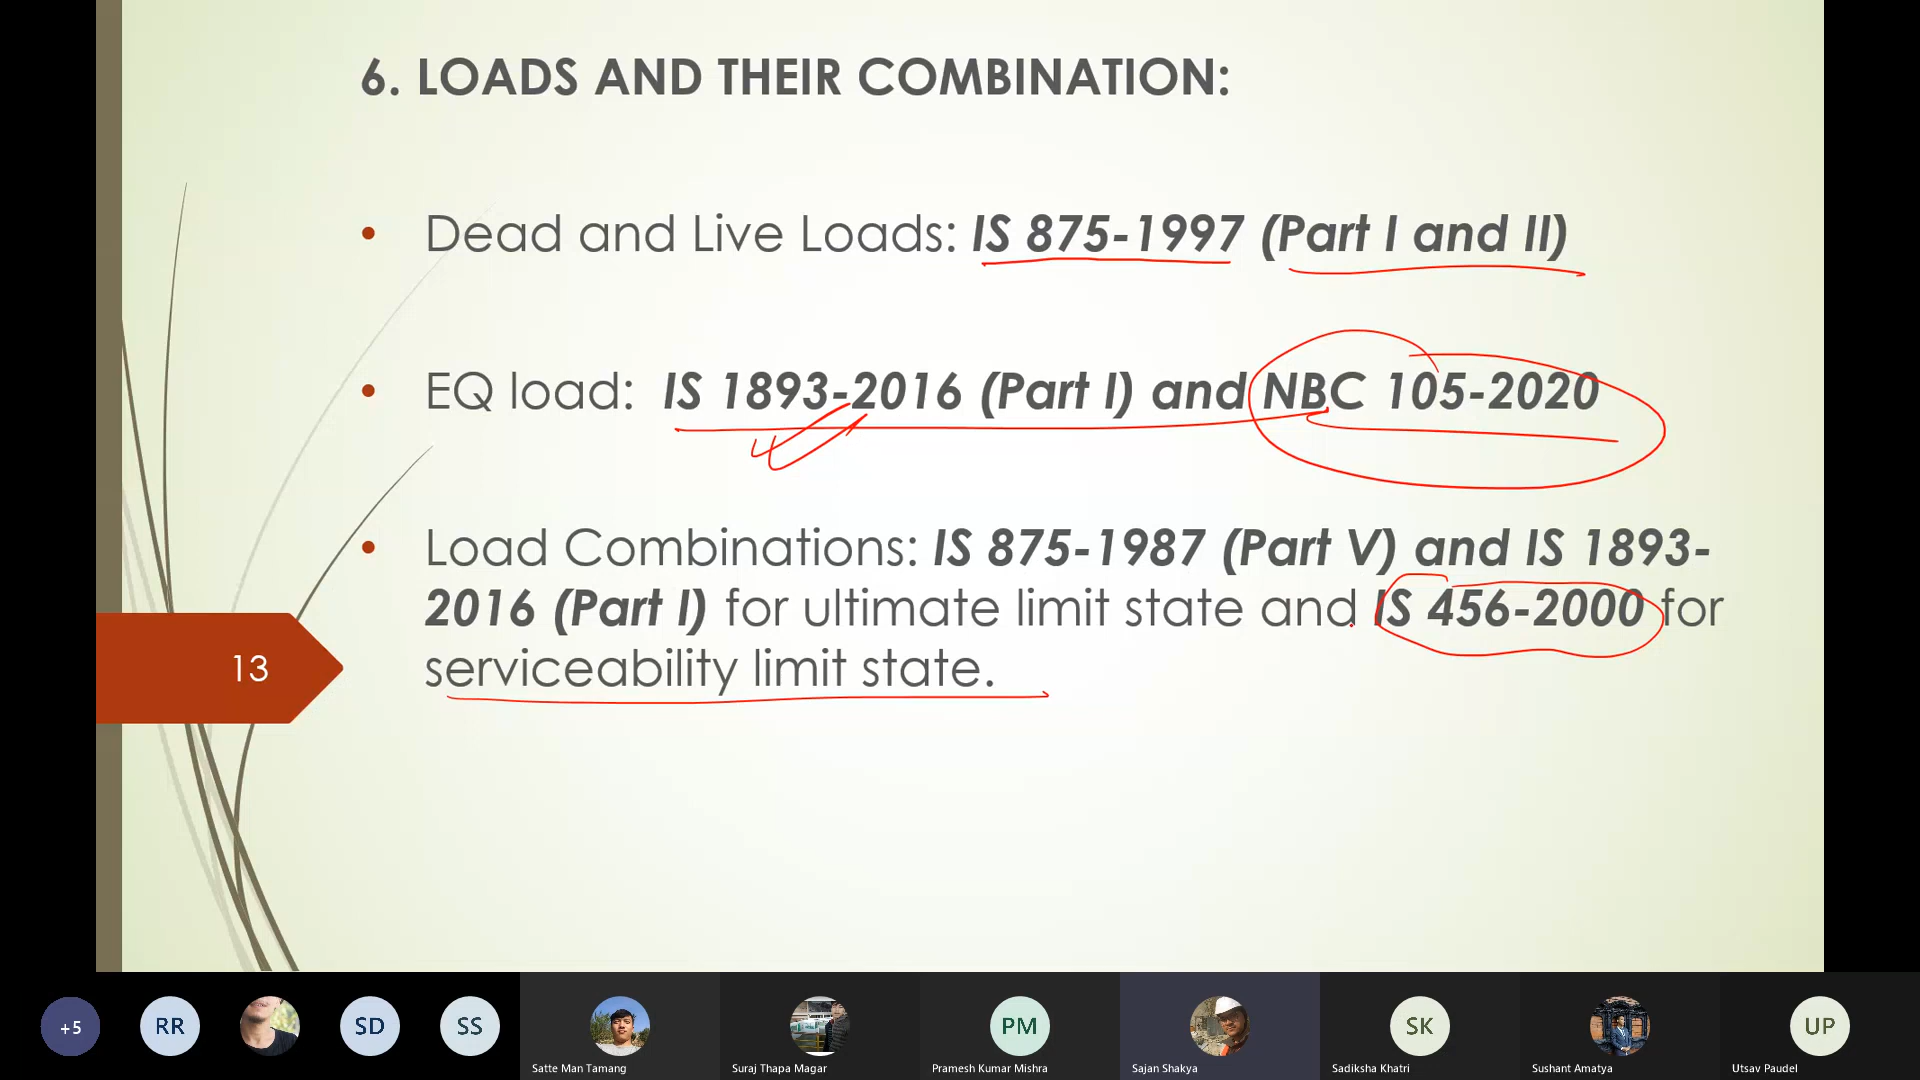 6. LOADS AND THEIR COMBINATION:
• Dead and Live Loads: IS 875-1997 (Part I and II)
• EQ load: IS 1893-2016 (Part I) and NBC 105-2020
• Load Combinations: IS 875-1987 (Part V) and IS 1893-
2016 (Part I) for ultimate limit state and IS 456-2000 for
serviceability limit state.
13
+5
RR
SD
SS
PM
SK
UP
Satte Man Tamang
Suraj Thapa Magar
Pramesh Kumar Mishra
Sajan Shakya
Sadiksha Khatri
Sushant Amatya
Utsav Paudel